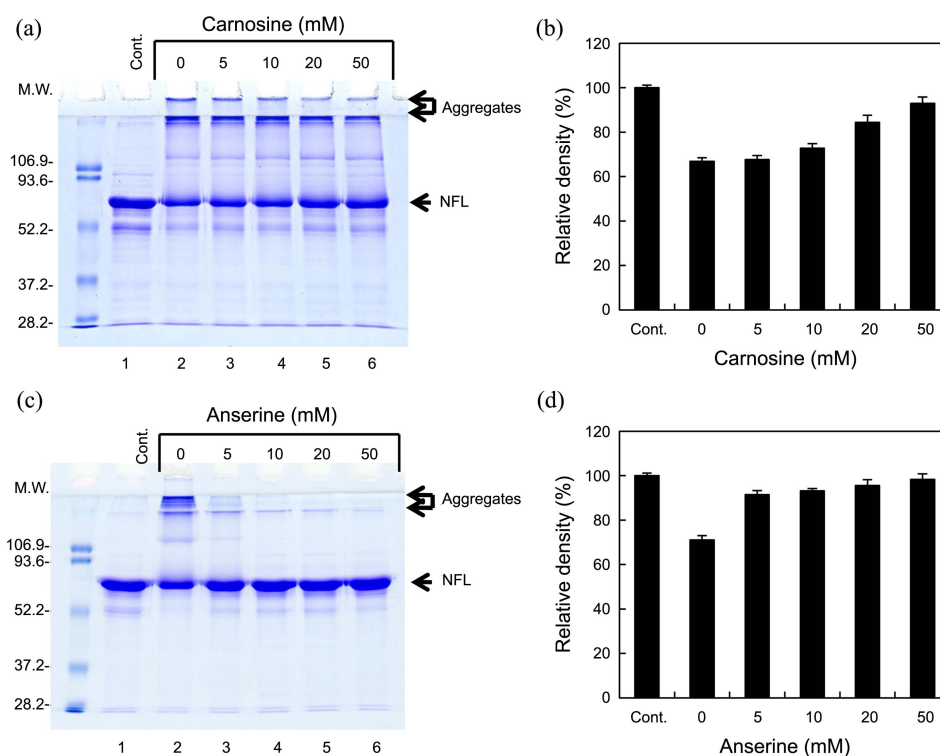 (a)
Carnosine (mM)
Cont. 0 5 10 20 50
M.W.
Aggregates
106.9-
93.6-
NFL
52.2-
37.2-
28.2-
1 2 3 4 5 6
(b)
Relative density (%)
120
100
80
60
40
20
0
Cont. 0 5 10 20 50
Carnosine (mM)
(c)
Anserine (mM)
Cont. 0 5 10 20 50
M.W.
Aggregates
106.9-
93.6-
NFL
52.2-
37.2-
28.2-
1 2 3 4 5 6
(d)
Relative density (%)
120
100
80
60
40
20
0
Cont. 0 5 10 20 50
Anserine (mM)